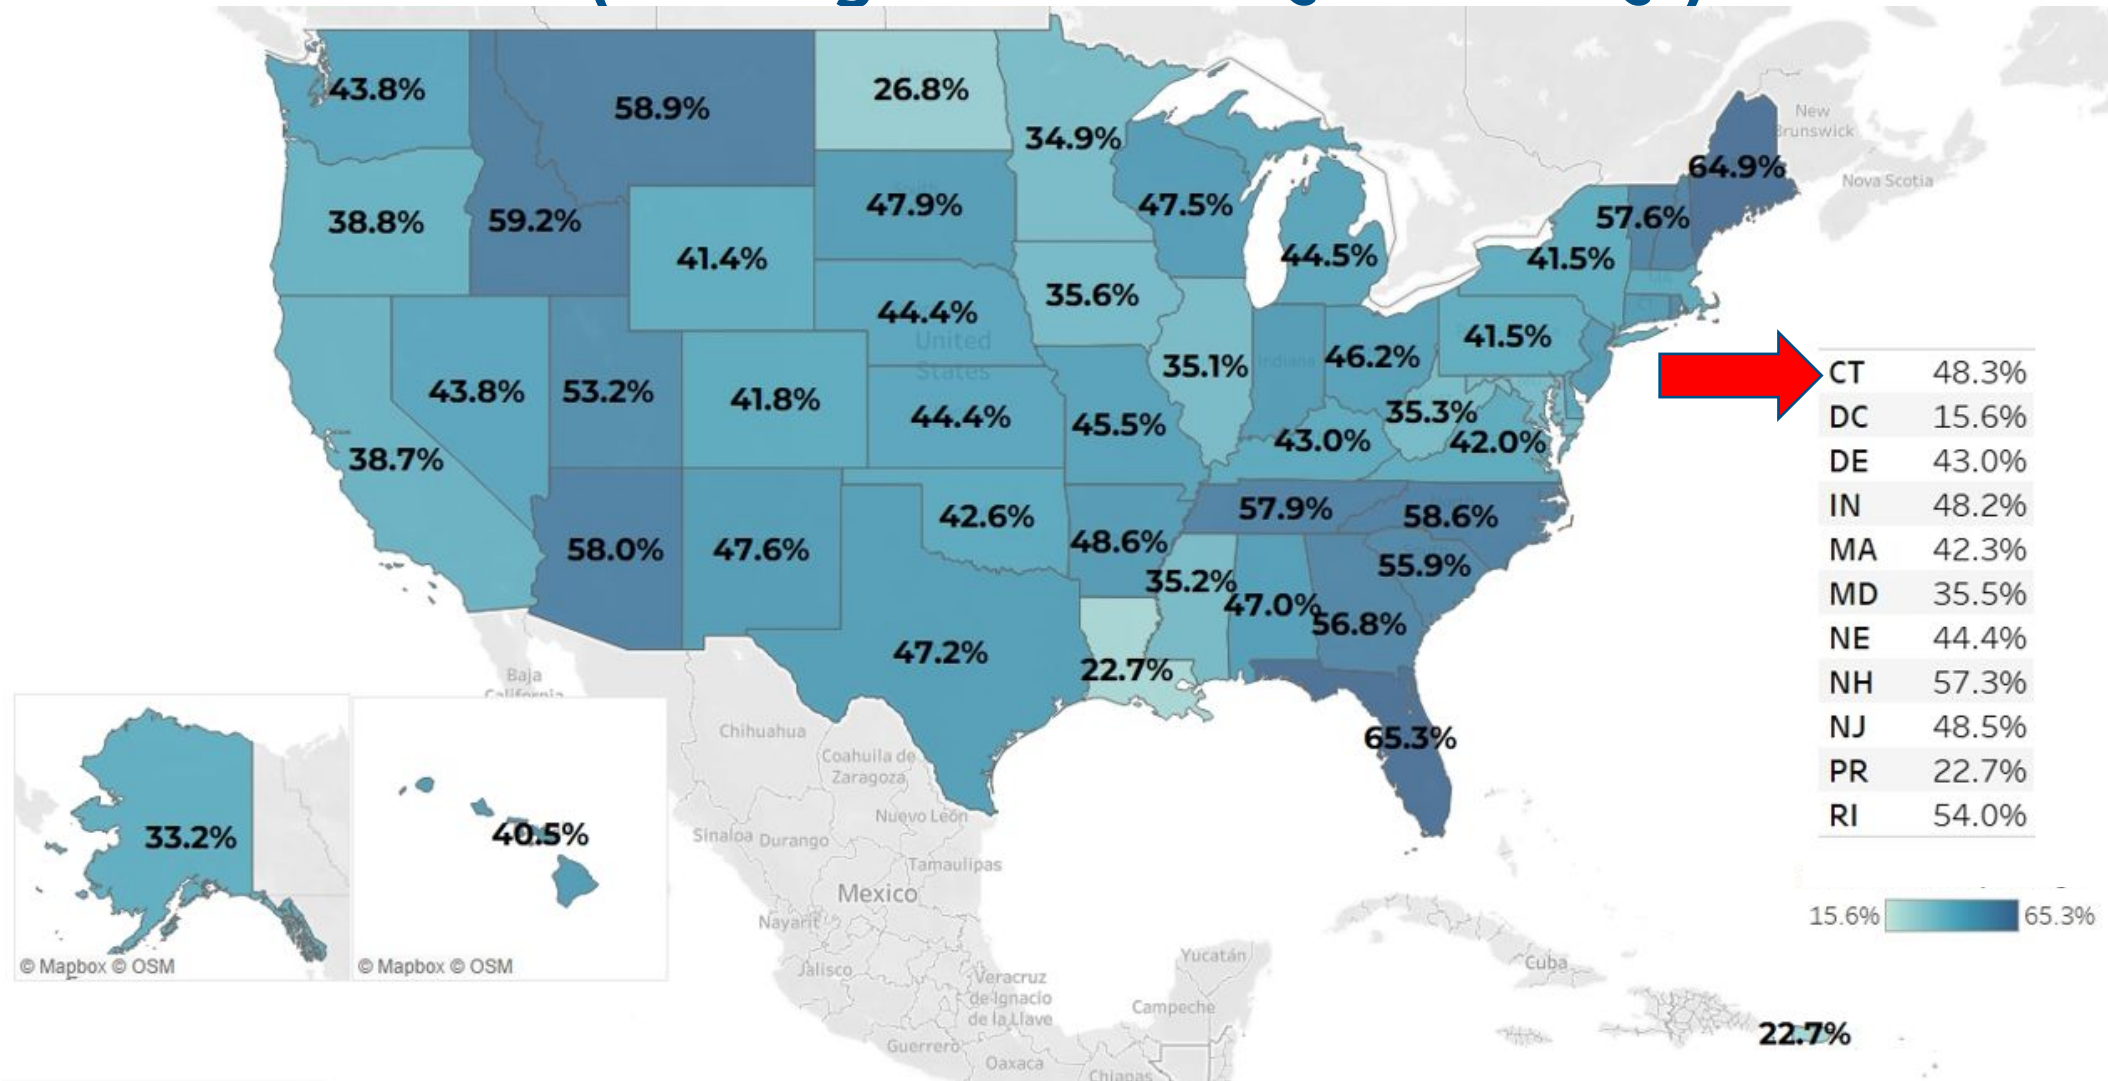 43.8%
58.9%
26.8%
34.9%
64.9%
New
Brunswick
Nova Scotia
38.8%
59.2%
41.4%
47.9%
47.5%
44.5%
57.6%
41.5%
35.6%
44.4%
United
States
35.1%
Indiana
46.2%
41.5%
43.8%
53.2%
41.8%
44.4%
45.5%
43.0%
35.3%
42.0%
38.7%
58.0%
47.6%
42.6%
48.6%
57.9%
58.6%
35.2%
47.0%
56.8%
55.9%
47.2%
22.7%
65.3%
Baja
California
Chihuahua
Coahuila de
Zaragoza
Nuevo León
Sinaloa
Durango
Tamaulipas
Mexico
Nayarit
Jalisco
Veracruz
de Ignacio
de la Llave
Guerrero
Oaxaca
Chiapas
Campeche
Yucatán
Cuba
22.7%
33.2%
© Mapbox © OSM
40.5%
© Mapbox © OSM
CT 48.3%
DC 15.6%
DE 43.0%
IN 48.2%
MA 42.3%
MD 35.5%
NE 44.4%
NH 57.3%
NJ 48.5%
PR 22.7%
RI 54.0%
15.6% 65.3%